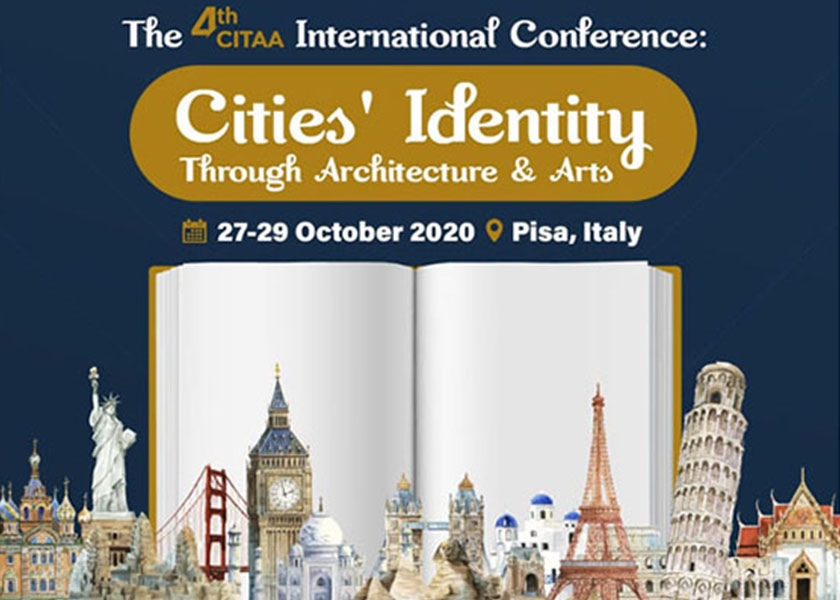 The 4th CITAA International Conference:
Cities' Identity
Through Architecture & Arts
27-29 October 2020 Pisa, Italy